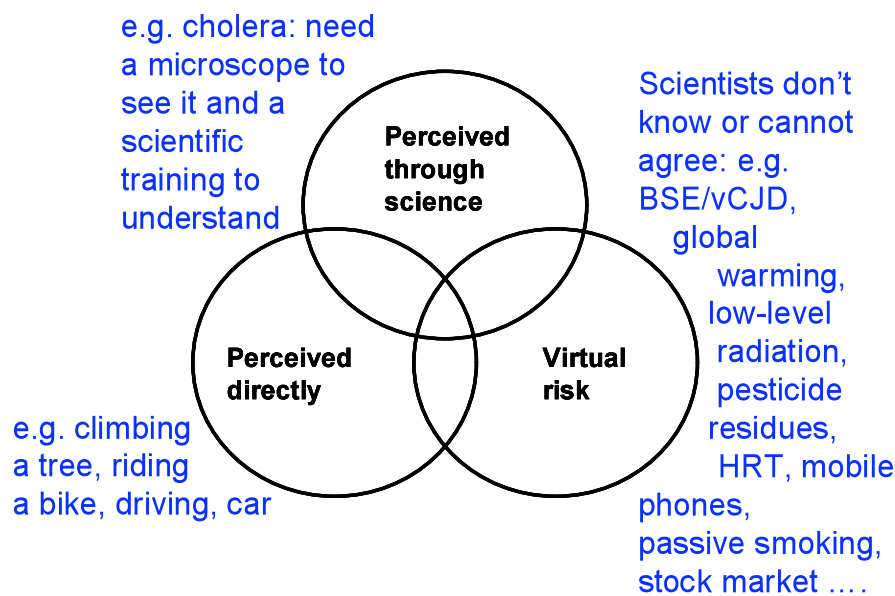 e.g. cholera: need
a microscope to
see it and a
scientific
training to
understand
Perceived
through
science
Scientists don't
know or cannot
agree: e.g.
BSE/vCJD,
global
warming,
low-level
radiation,
pesticide
residues,
HRT, mobile
phones,
passive smoking,
stock market ....
Perceived
directly
Virtual
risk
e.g. climbing
a tree, riding
a bike, driving, car